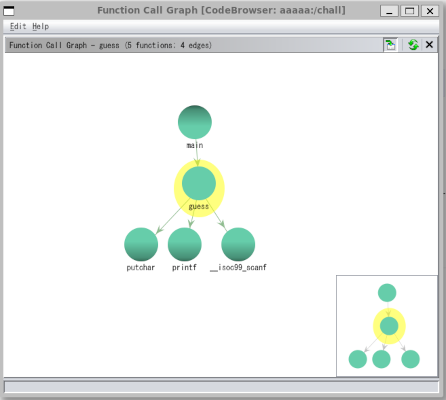 Function Call Graph [CodeBrowser: aaaaa:/chall]
Edit Help
Function Call Graph - guess (5 functions: 4 edges)
main
guess
putchar printf __isoc99_scanf